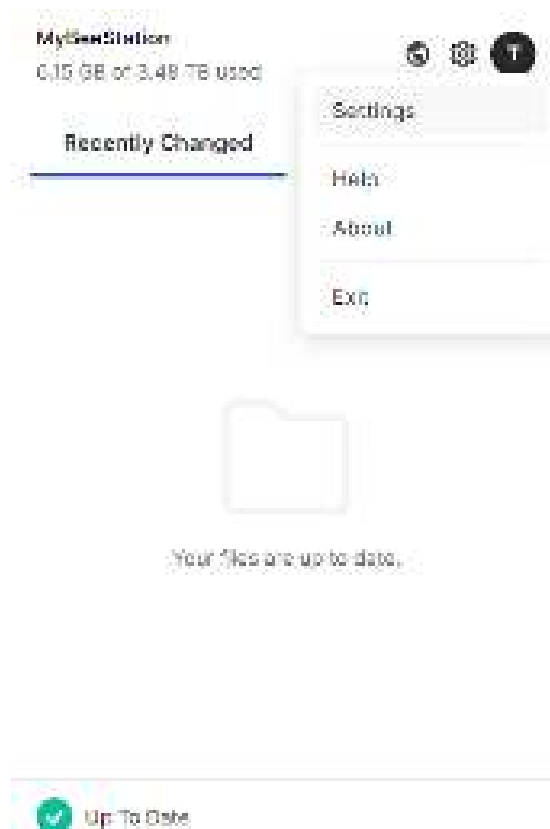 MyBeeStation
0.15 GB of 3.48 TB used
T
Settings
Recently Changed
Help
About
Exit
Your files are up to date.
Up To Date